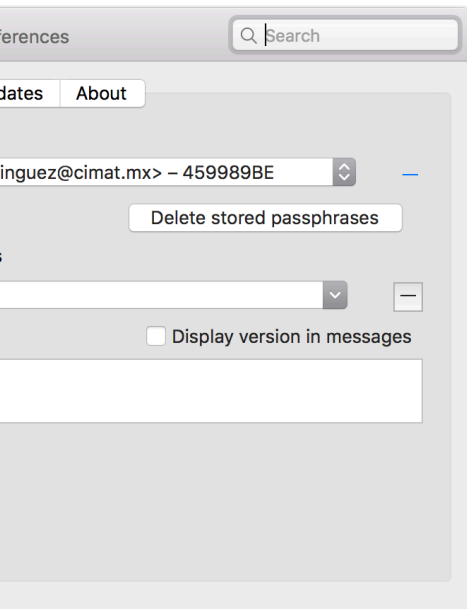 ferences
Search
dates About
inguez@cimat.mx> – 459989BE
Delete stored passphrases
s
Display version in messages